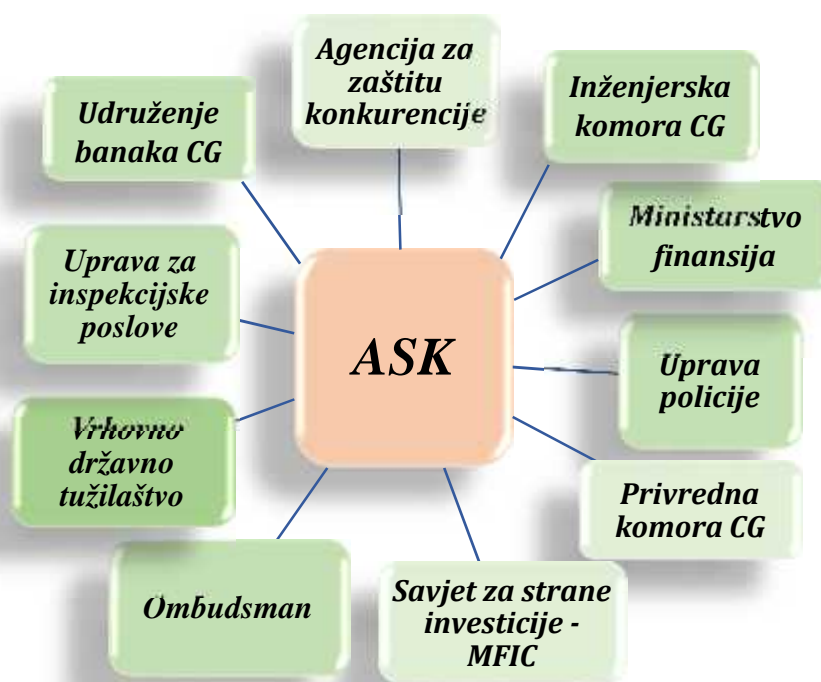 Agencija za
zaštitu
konkurencije
Udruženje
banaka CG
Inženjerska
komora CG
Ministarstvo
finansija
Uprava za
inspekcijske
poslove
ASK
Uprava
policije
Vrhovno
državno
tužilaštvo
Privredna
komora CG
Ombudsman
Savjet za strane
investicije -
MFIC